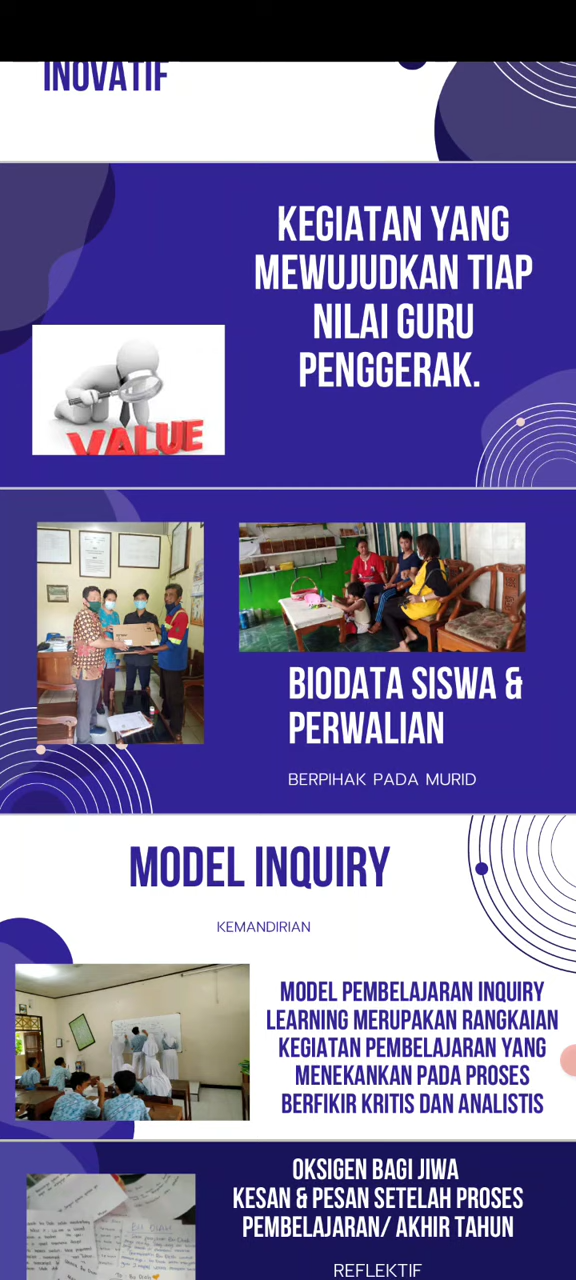 INOVATIF
KEGIATAN YANG
MEWUJUDKAN TIAP
NILAI GURU
PENGGERAK.
VALUE
BIODATA SISWA &
PERWALIAN
BERPIHAK PADA MURID
MODEL INQUIRY
KEMANDIRIAN
MODEL PEMBELAJARAN INQUIRY
LEARNING MERUPAKAN RANGKAIAN
KEGIATAN PEMBELAJARAN YANG
MENEKANKAN PADA PROSES
BERFIKIR KRITIS DAN ANALISTIS
OKSIGEN BAGI JIWA
KESAN & PESAN SETELAH PROSES
PEMBELAJARAN/ AKHIR TAHUN
REFLEKTIF